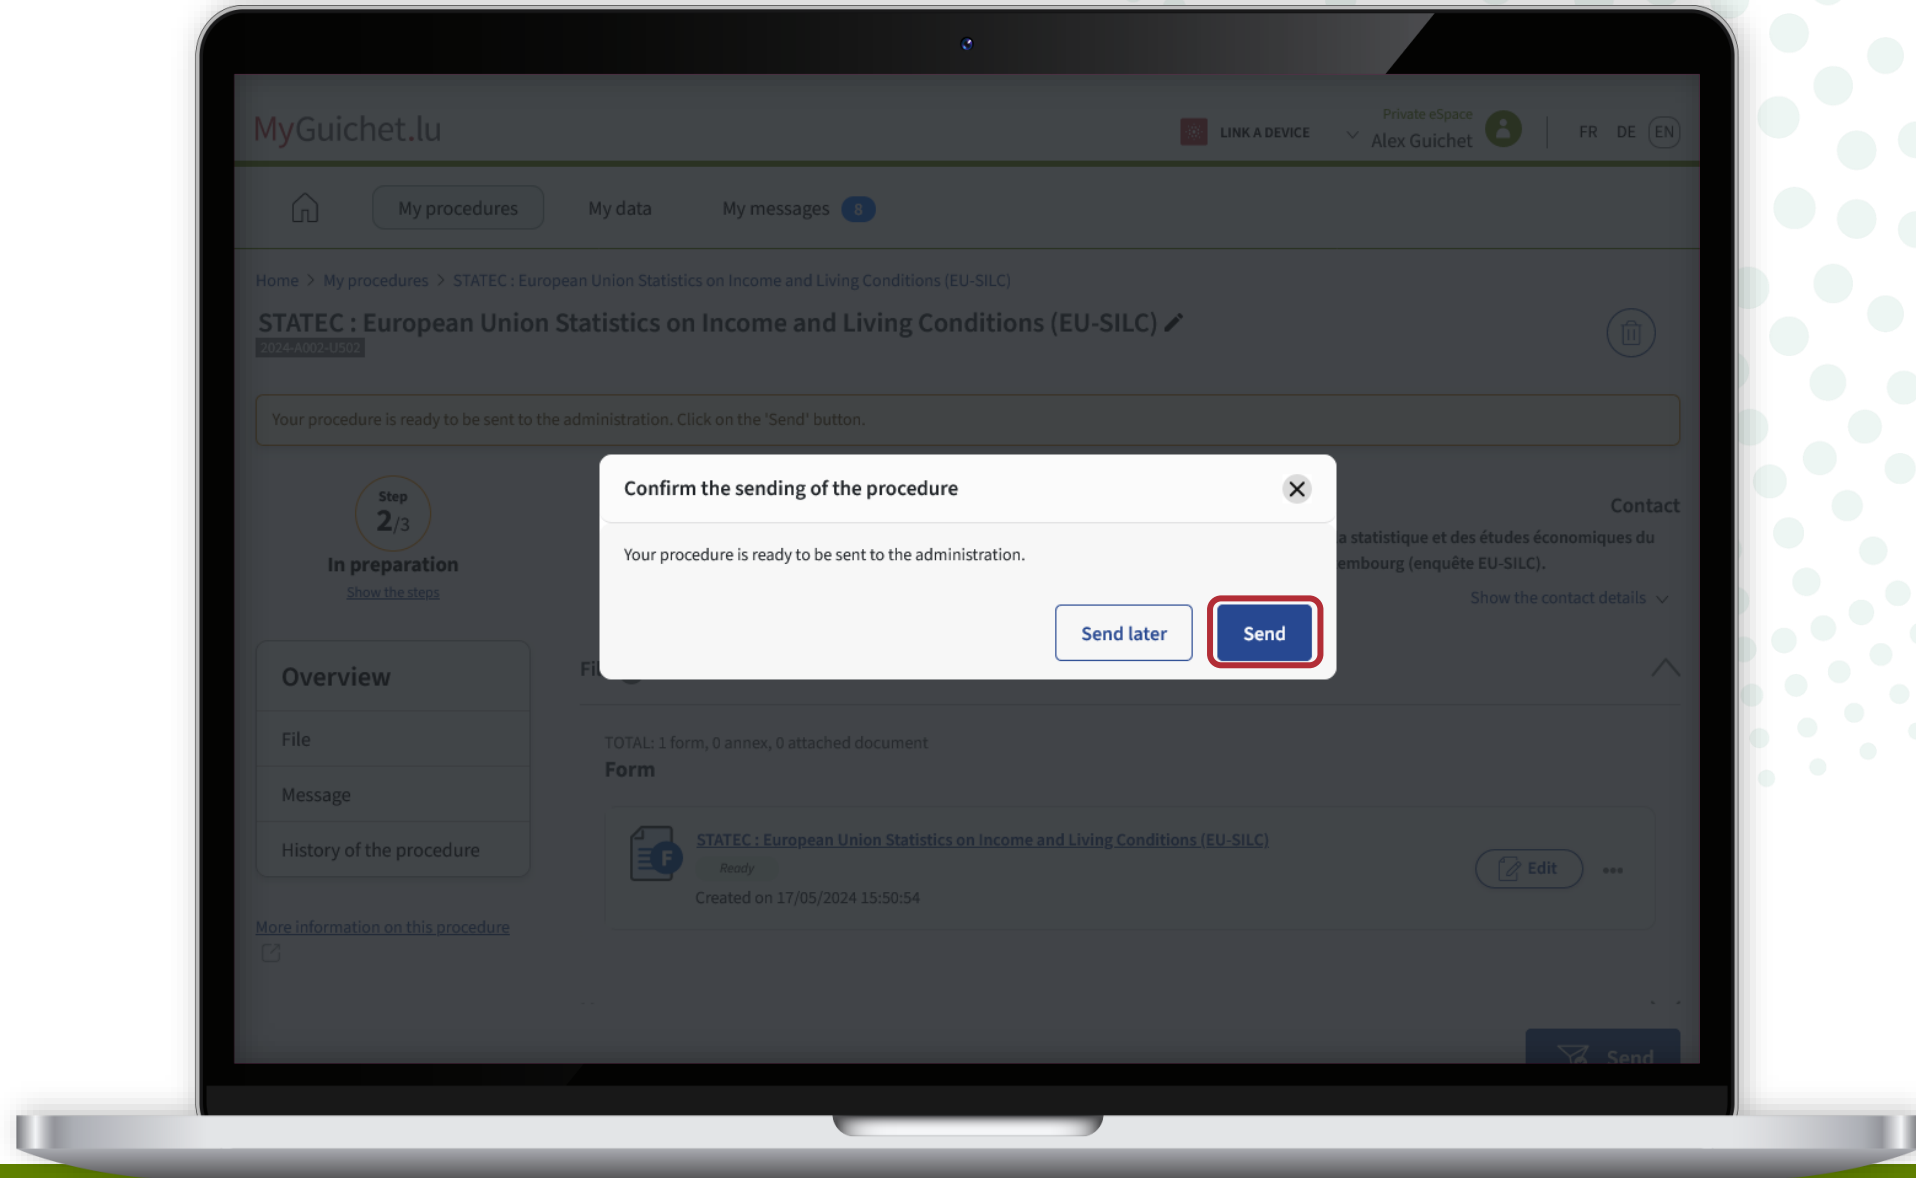 MyGuichet.lu
LINK A DEVICE
Private eSpace
Alex Guichet
FR DE EN
My procedures
My data
My messages 8
Home > My procedures > STATEC : European Union Statistics on Income and Living Conditions (EU-SILC)
STATEC : European Union Statistics on Income and Living Conditions (EU-SILC)
2024-A002-U502
Your procedure is ready to be sent to the administration. Click on the 'Send' button.
Step
2/3
In preparation
Show the steps
Confirm the sending of the procedure
Your procedure is ready to be sent to the administration.
Send later
Send
Contact
a statistique et des études économiques du
embourg (enquête EU-SILC).
Show the contact details
Overview
File
Message
History of the procedure
More information on this procedure
TOTAL: 1 form, 0 annex, 0 attached document
Form
F
STATEC : European Union Statistics on Income and Living Conditions (EU-SILC)
Ready
Created on 17/05/2024 15:50:54
Edit
Send